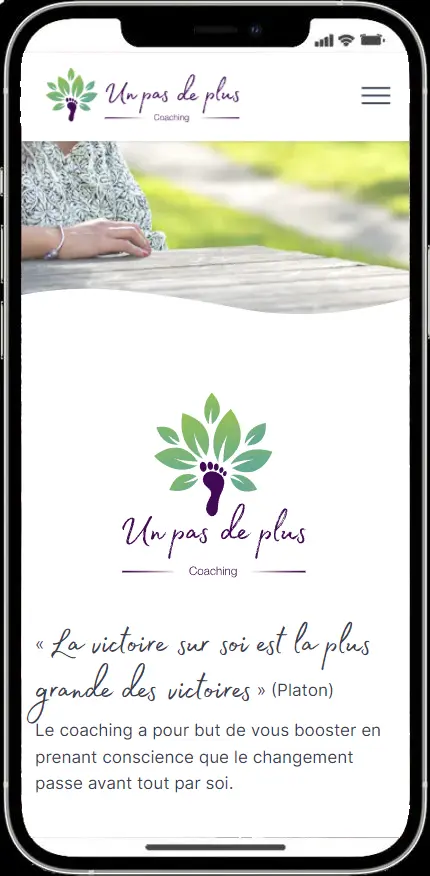 Un pas de plus
Coaching
Un pas de plus
Coaching
« La victoire sur soi est la plus
grande des victoires » (Platon)
Le coaching a pour but de vous booster en
prenant conscience que le changement
passe avant tout par soi.